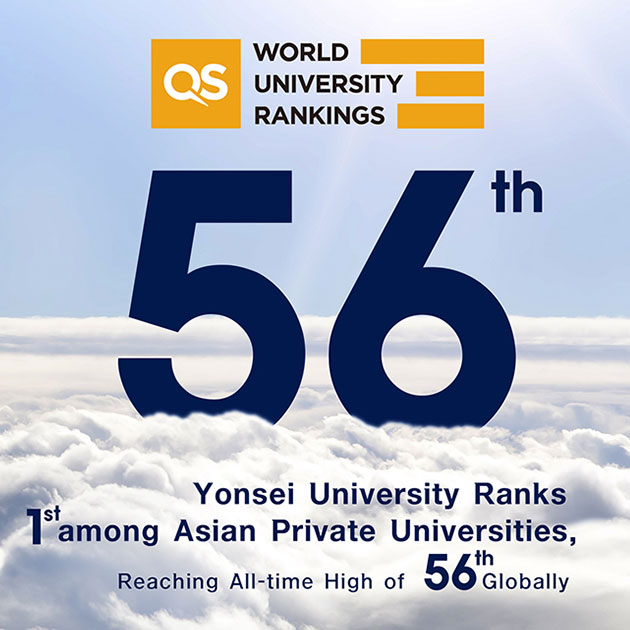 QS
WORLD
UNIVERSITY
RANKINGS
56th
Yonsei University Ranks
1st among Asian Private Universities,
Reaching All-time High of 56th Globally